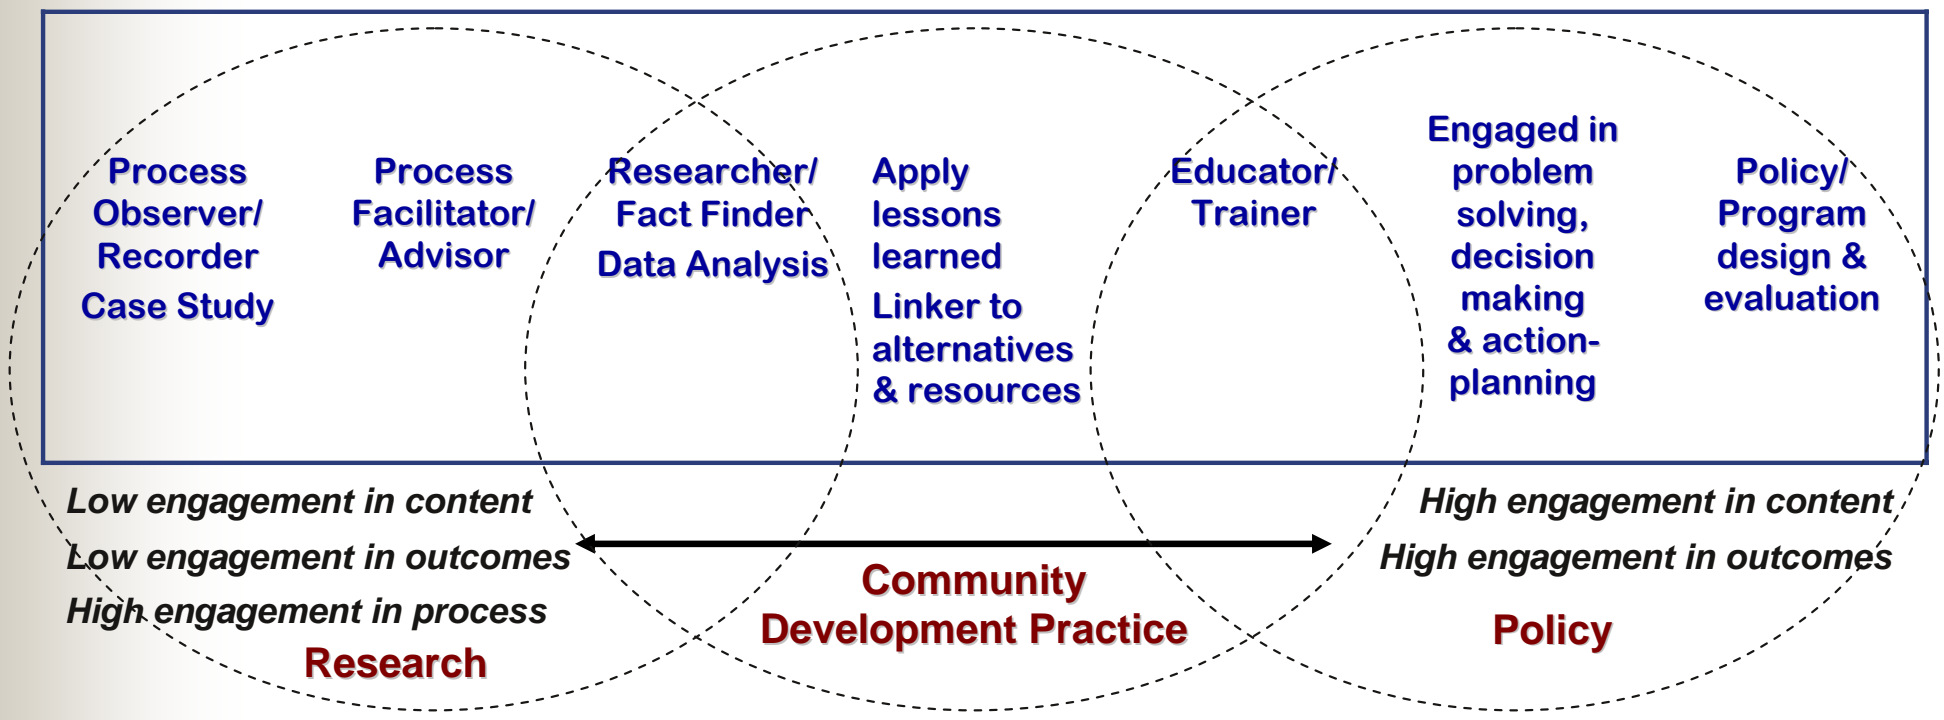 Process
Observer/
Recorder
Case Study
Process
Facilitator/
Advisor
Researcher/
Fact Finder
Data Analysis
Apply
lessons
learned
Linker to
alternatives
& resources
Educator/
Trainer
Engaged in
problem
solving,
decision
making
& action-
planning
Policy/
Program
design &
evaluation
Low engagement in content
Low engagement in outcomes
High engagement in process
Research
Community
Development Practice
High engagement in content
High engagement in outcomes
Policy